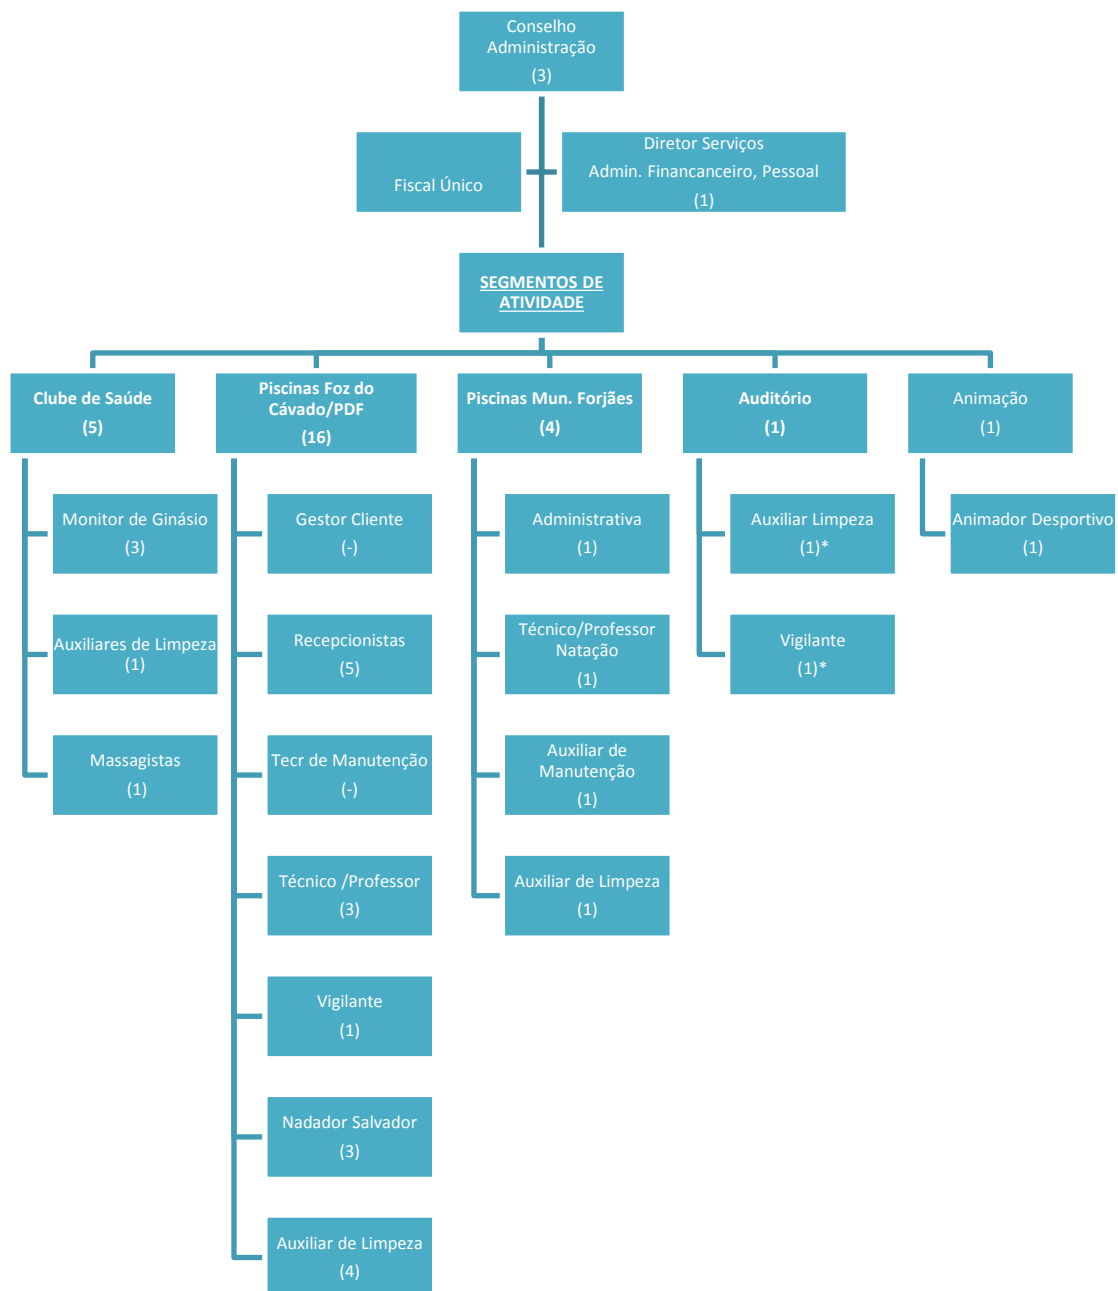 Conselho
Administração
(3)
Fiscal Único
Diretor Serviços
Admin. Financanceiro, Pessoal
(1)
SEGMENTOS DE
ATIVIDADE
Clube de Saúde
(5)
Monitor de Ginásio
(3)
Auxiliares de Limpeza
(1)
Massagistas
(1)
Piscinas Foz do
Cávado/PDF
(16)
Gestor Cliente
(-)
Recepcionistas
(5)
Tecr de Manutenção
(-)
Técnico /Professor
(3)
Vigilante
(1)
Nadador Salvador
(3)
Auxiliar de Limpeza
(4)
Piscinas Mun. Forjães
(4)
Administrativa
(1)
Técnico/Professor
Natação
(1)
Auxiliar de
Manutenção
(1)
Auxiliar de Limpeza
(1)
Auditório
(1)
Auxiliar Limpeza
(1)*
Vigilante
(1)*
Animação
(1)
Animador Desportivo
(1)